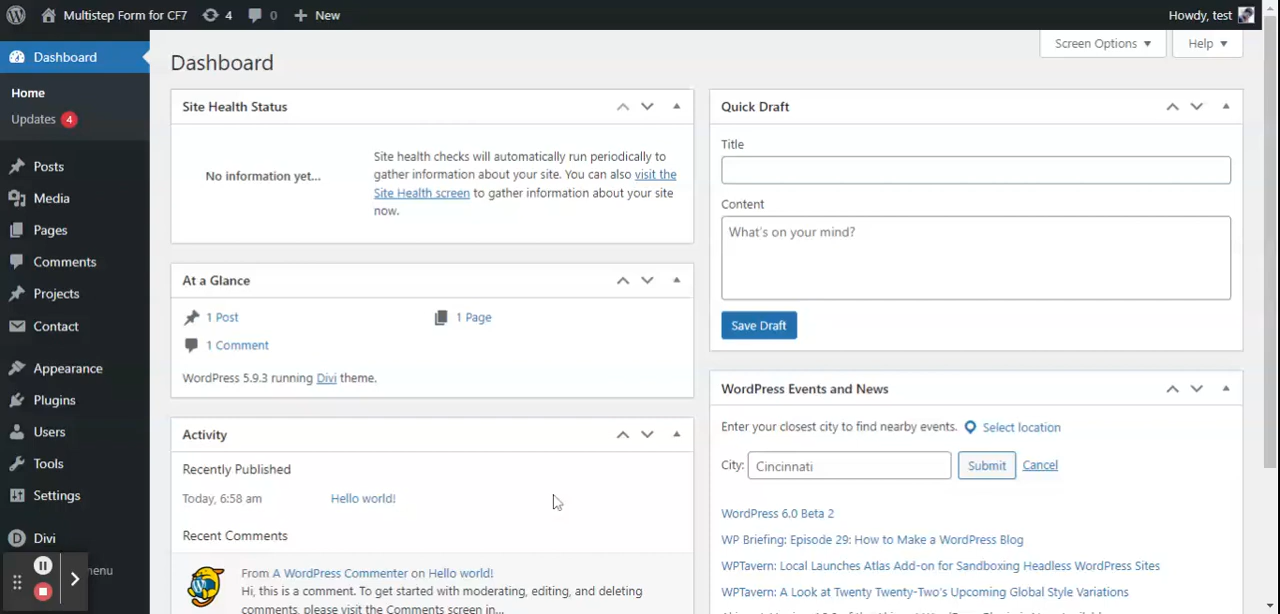 Multistep Form for CF7 4 0 New Howdy, test
Screen Options Help
Dashboard
Home
Updates 4
Posts
Media
Pages
Comments
Projects
Contact
Appearance
Plugins
Users
Tools
Settings
Divi
enu
Dashboard
Site Health Status
No information yet...
Site health checks will automatically run periodically to
gather information about your site. You can also visit the
Site Health screen to gather information about your site
now.
At a Glance
1 Post 1 Page
1 Comment
WordPress 5.9.3 running Divi theme.
Activity
Recently Published
Today, 6:58 am Hello world!
Recent Comments
From A WordPress Commenter on Hello world!
Hi, this is a comment. To get started with moderating, editing, and deleting
comments, please visit the Comments screen in...
Quick Draft
Title
Content
What's on your mind?
Save Draft
WordPress Events and News
Enter your closest city to find nearby events. Select location
City: Cincinnati Submit Cancel
WordPress 6.0 Beta 2
WP Briefing: Episode 29: How to Make a WordPress Blog
WPTavern: Local Launches Atlas Add-on for Sandboxing Headless WordPress Sites
WPTavern: A Look at Twenty Twenty-Two's Upcoming Global Style Variations